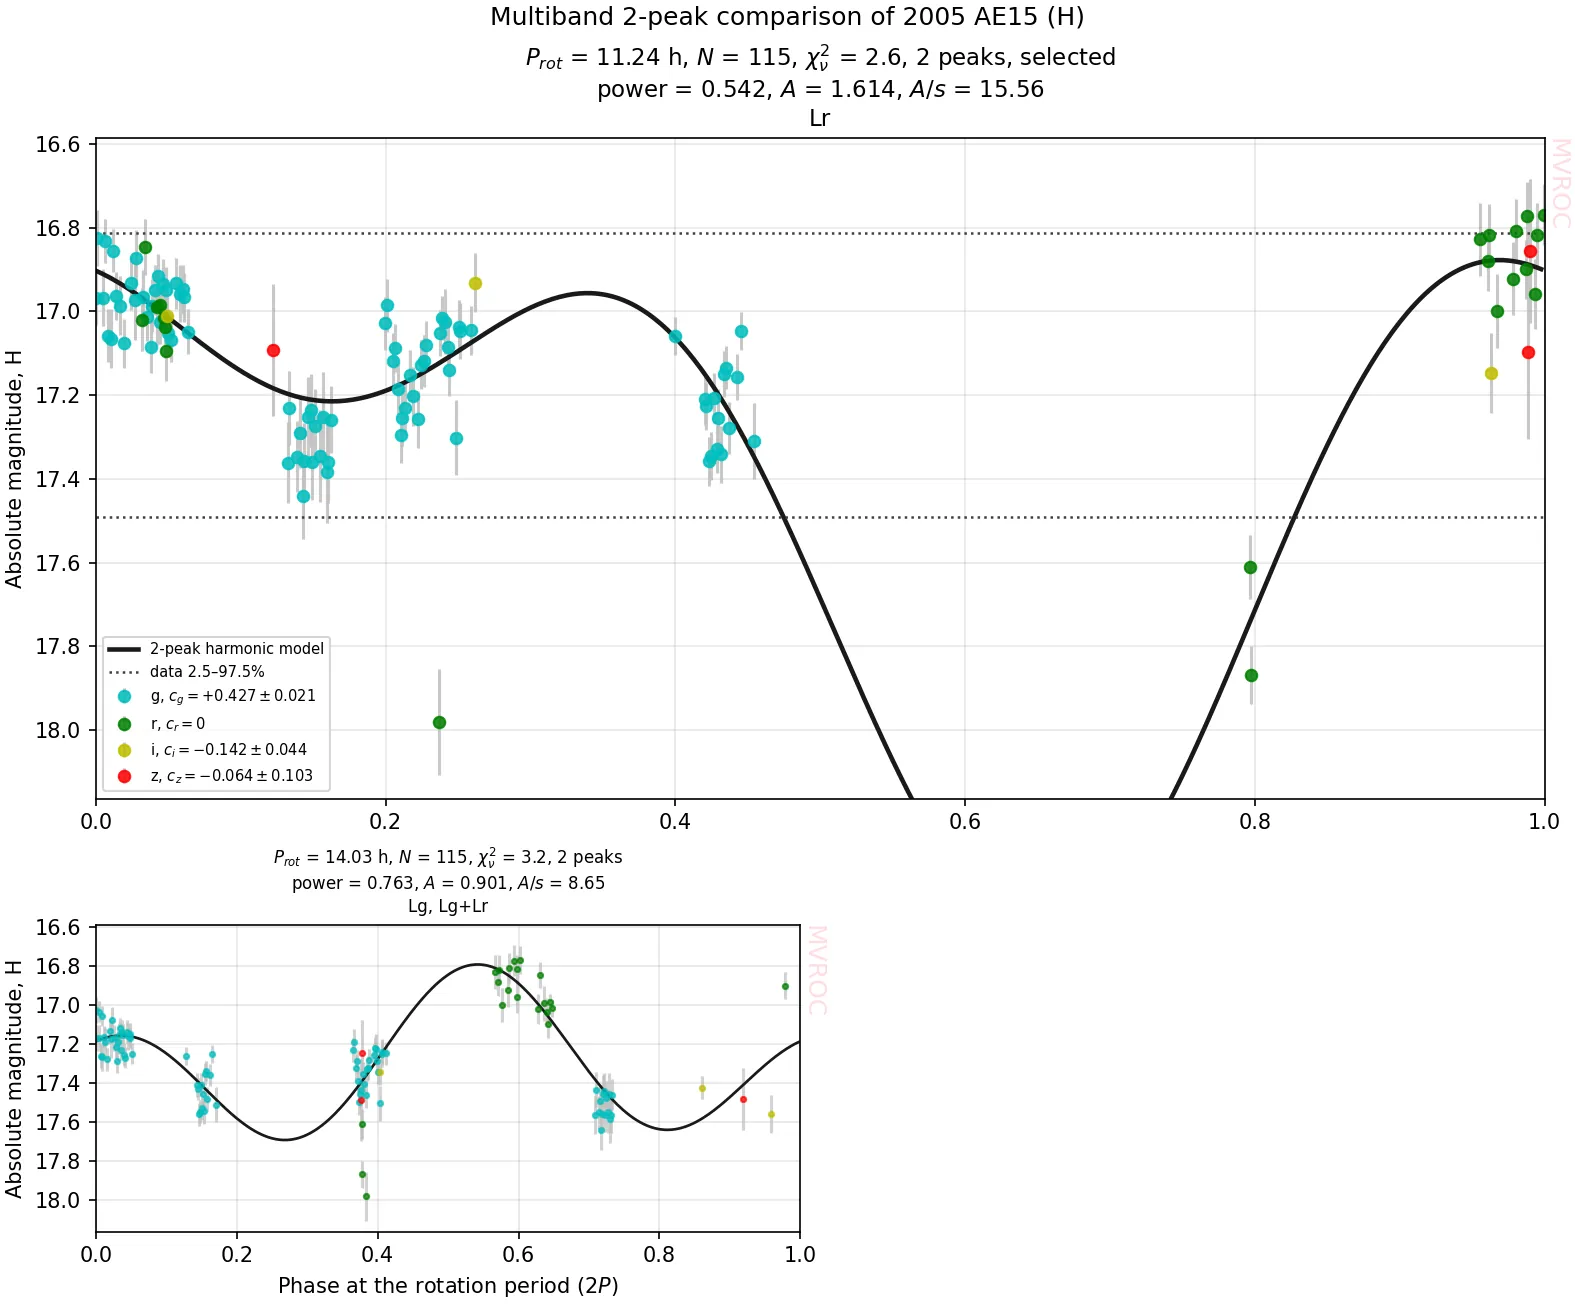 Multiband 2-peak comparison of 2005 AE15 (H)
P_rot = 11.24 h, N = 115, χ²_ν = 2.6, 2 peaks, selected
power = 0.542, A = 1.614, A/s = 15.56
Lr
16.6
16.8
17.0
17.2
17.4
17.6
17.8
18.0
Absolute magnitude, H
MVROC
2-peak harmonic model
data 2.5–97.5%
g, c_g = +0.427 ± 0.021
r, c_r = 0
i, c_i = −0.142 ± 0.044
z, c_z = −0.064 ± 0.103
0.0 0.2 0.4 0.6 0.8 1.0
P_rot = 14.03 h, N = 115, χ²_ν = 3.2, 2 peaks
power = 0.763, A = 0.901, A/s = 8.65
Lg, Lg+Lr
16.6
16.8
17.0
17.2
17.4
17.6
17.8
18.0
Absolute magnitude, H
MVROC
0.0 0.2 0.4 0.6 0.8 1.0
Phase at the rotation period (2P)